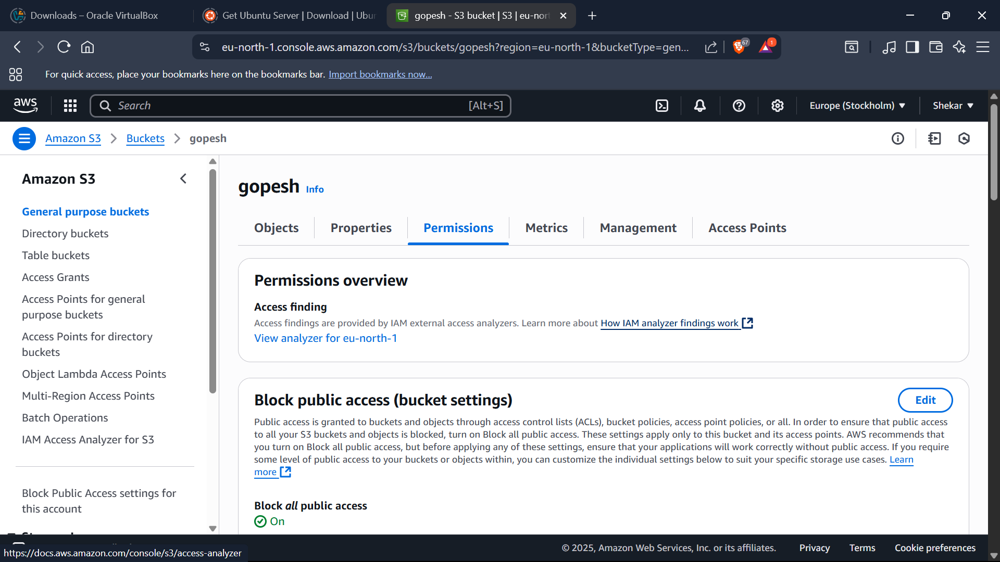 Downloads – Oracle VirtualBox
Get Ubuntu Server | Download | Ubun
gopesh - S3 bucket | S3 | eu-nort
eu-north-1.console.aws.amazon.com/s3/buckets/gopesh?region=eu-north-1&bucketType=gen...
67
1
For quick access, place your bookmarks here on the bookmarks bar. Import bookmarks now...
aws
Search
[Alt+S]
Europe (Stockholm)
Shekar
Amazon S3
Buckets
gopesh
Amazon S3
General purpose buckets
Directory buckets
Table buckets
Access Grants
Access Points for general
purpose buckets
Access Points for directory
buckets
Object Lambda Access Points
Multi-Region Access Points
Batch Operations
IAM Access Analyzer for S3
Block Public Access settings for
this account
gopesh Info
Objects
Properties
Permissions
Metrics
Management
Access Points
Permissions overview
Access finding
Access findings are provided by IAM external access analyzers. Learn more about How IAM analyzer findings work
View analyzer for eu-north-1
Block public access (bucket settings)
Edit
Public access is granted to buckets and objects through access control lists (ACLs), bucket policies, access point policies, or all. In order to ensure that public access
to all your S3 buckets and objects is blocked, turn on Block all public access. These settings apply only to this bucket and its access points. AWS recommends that
you turn on Block all public access, but before applying any of these settings, ensure that your applications will work correctly without public access. If you require
some level of public access to your buckets or objects within, you can customize the individual settings below to suit your specific storage use cases. Learn
more
Block all public access
On
https://docs.aws.amazon.com/console/s3/access-analyzer
© 2025, Amazon Web Services, Inc. or its affiliates.
Privacy
Terms
Cookie preferences